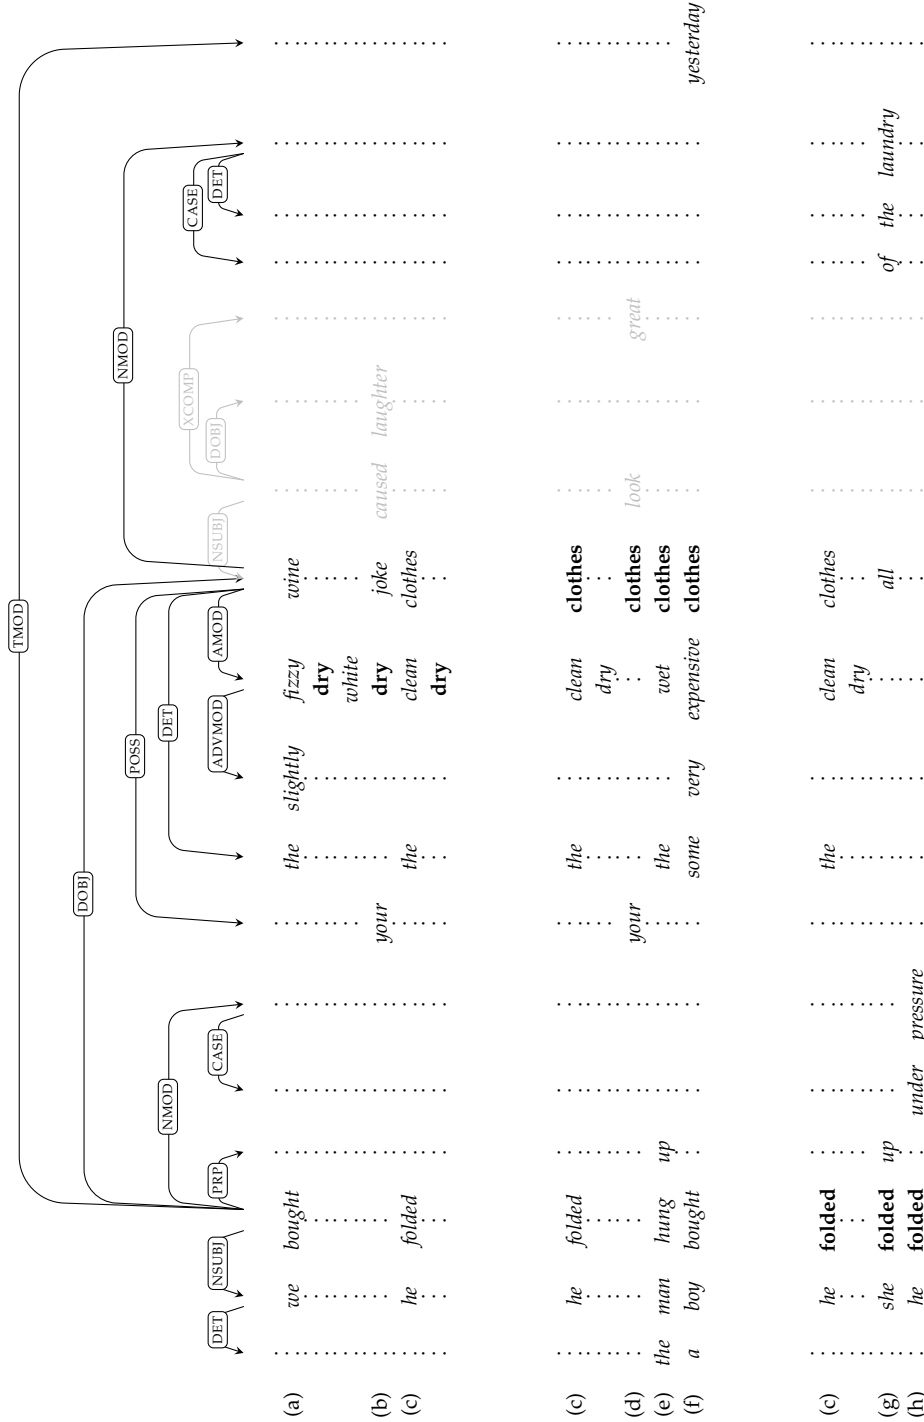 TMOD
DOBJ
NMOD
POSS
NMOD DET
XCOMP
CASE
DET NSUBJ PRP CASE ADVMOD AMOD NSUBJ DOBJ DET
(a) we bought the slightly fizzy wine
dry
white
(b) your dry joke caused laughter
(c) he folded the clean clothes
dry
(c) he folded the clean clothes
dry
(d) your clothes look great
(e) the man hung up the wet clothes
(f) a boy bought some very expensive clothes yesterday
(c) he folded the clean clothes
dry
(g) she folded up all of the laundry
(h) he folded under pressure